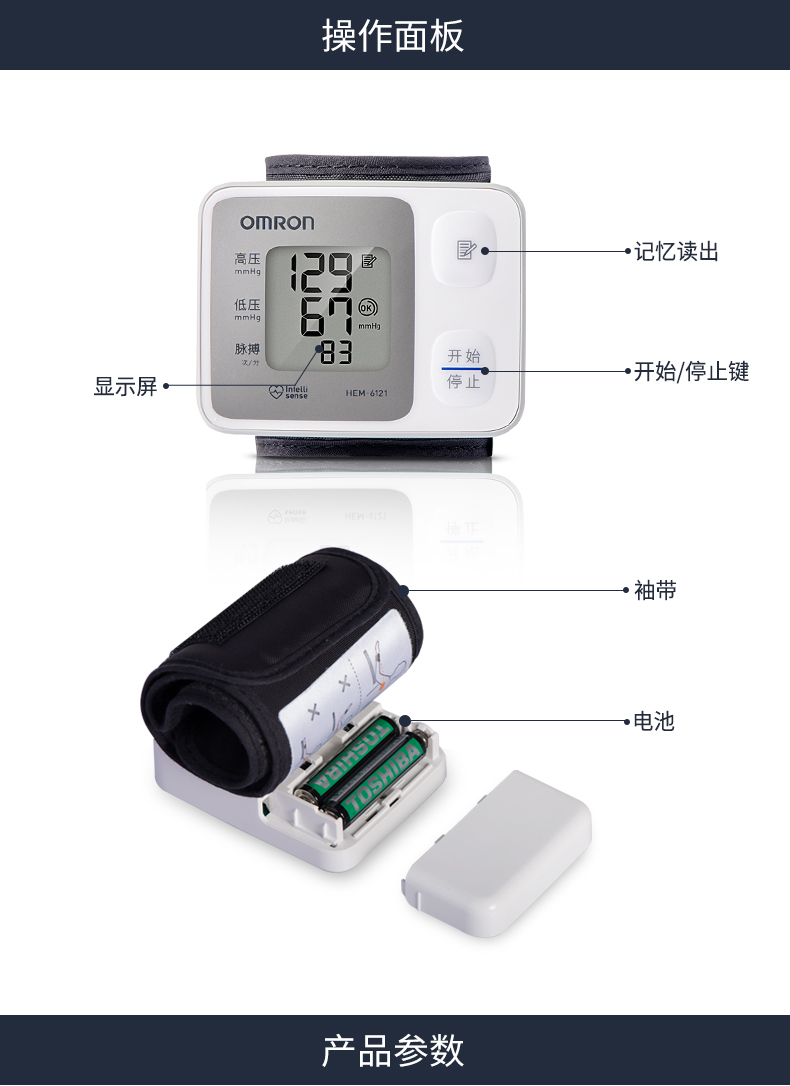 操作面板
OMRON
高压
mmHg
129
记忆读出
低压
mmHg
67
OK
mmHg
脉搏
次/分
83
开始
停止
开始/停止键
显示屏
intelli
sense
HEM-6121
袖带
电池
TOSHIBA
TOSHIBA
产品参数